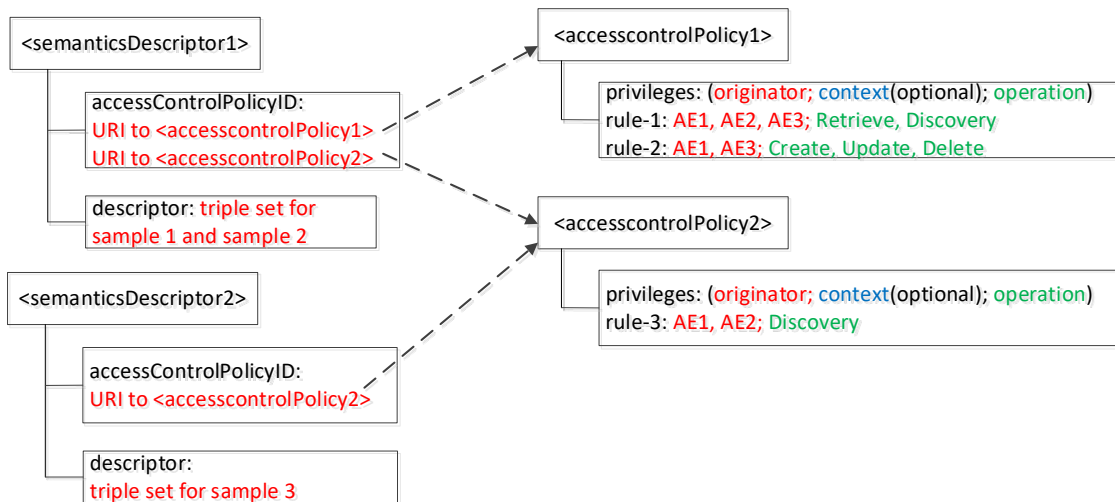 <semanticsDescriptor1>
accessControlPolicyID:
URI to <accesscontrolPolicy1>
URI to <accesscontrolPolicy2>
descriptor: triple set for
sample 1 and sample 2
<semanticsDescriptor2>
accessControlPolicyID:
URI to <accesscontrolPolicy2>
descriptor:
triple set for sample 3
<accesscontrolPolicy1>
privileges: (originator; context(optional); operation)
rule-1: AE1, AE2, AE3; Retrieve, Discovery
rule-2: AE1, AE3; Create, Update, Delete
<accesscontrolPolicy2>
privileges: (originator; context(optional); operation)
rule-3: AE1, AE2; Discovery